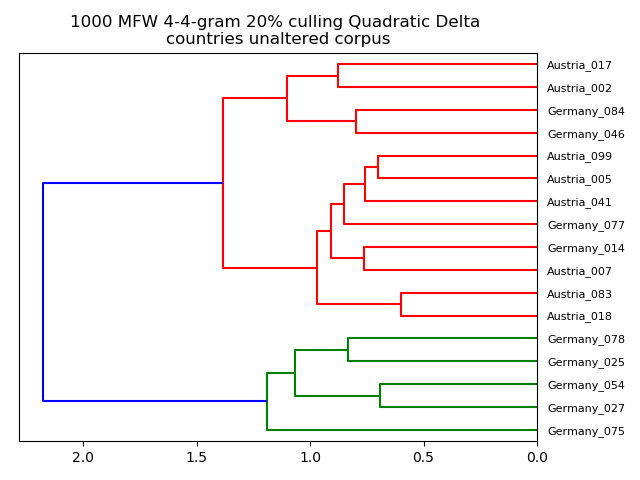 1000 MFW 4-4-gram 20% culling Quadratic Delta
countries unaltered corpus
Austria_017
Austria_002
Germany_084
Germany_046
Austria_099
Austria_005
Austria_041
Germany_077
Germany_014
Austria_007
Austria_083
Austria_018
Germany_078
Germany_025
Germany_054
Germany_027
Germany_075
2.0 1.5 1.0 0.5 0.0